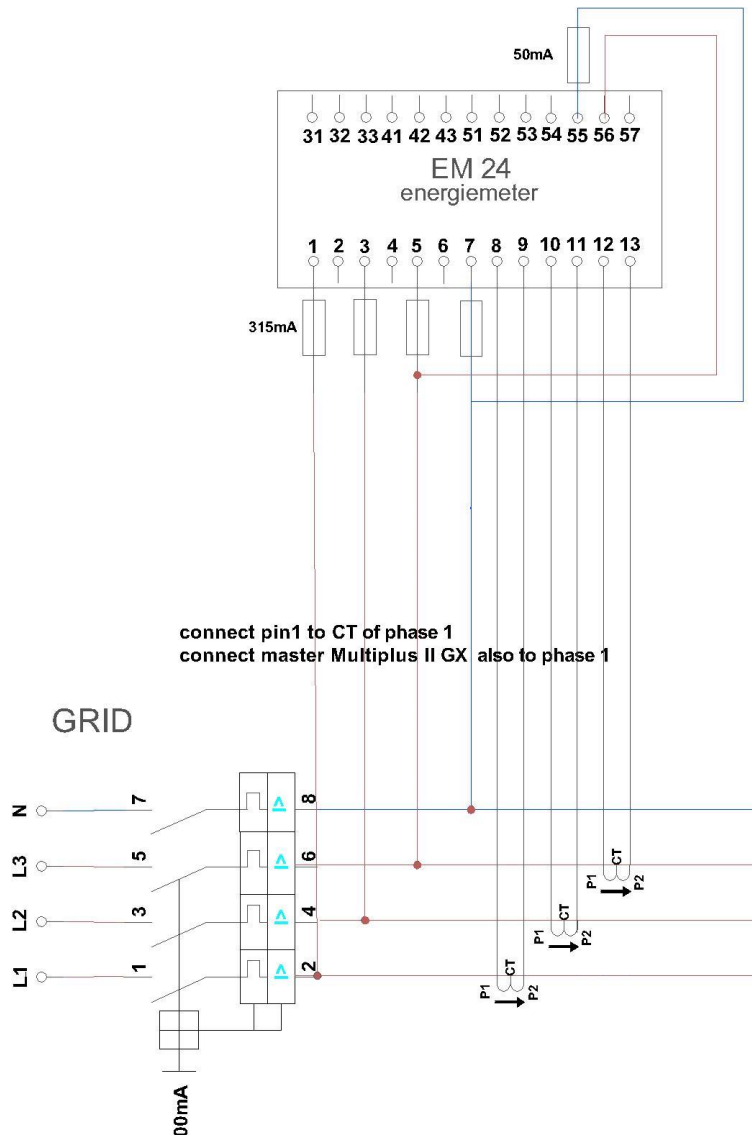 50mA
31 32 33 41 42 43 51 52 53 54 55 56 57
EM 24
energiemeter
1 2 3 4 5 6 7 8 9 10 11 12 13
315mA
connect pin1 to CT of phase 1
connect master Multiplus II GX also to phase 1
GRID
N 7 8
L3 5 6
P1 CT P2
L2 3 4
P1 CT P2
L1 1 2
P1 CT P2
00mA